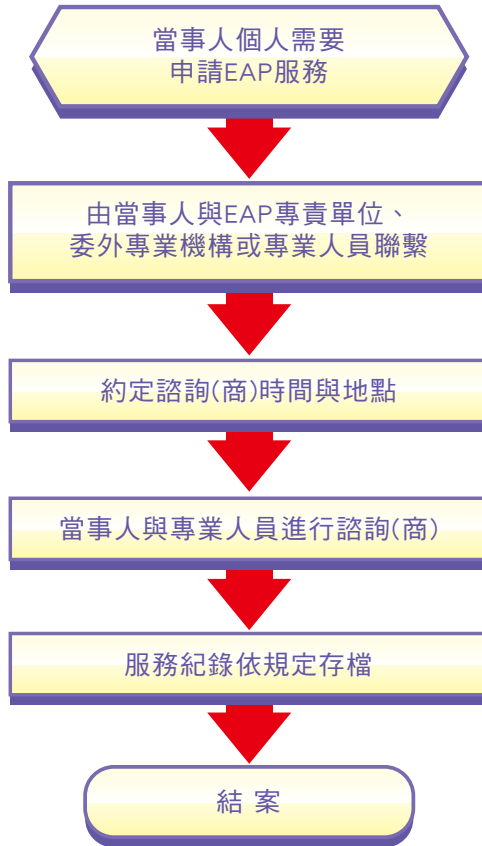 當事人個人需要
申請EAP服務
由當事人與EAP專責單位、
委外專業機構或專業人員聯繫
約定諮詢(商)時間與地點
當事人與專業人員進行諮詢(商)
服務紀錄依規定存檔
結 案